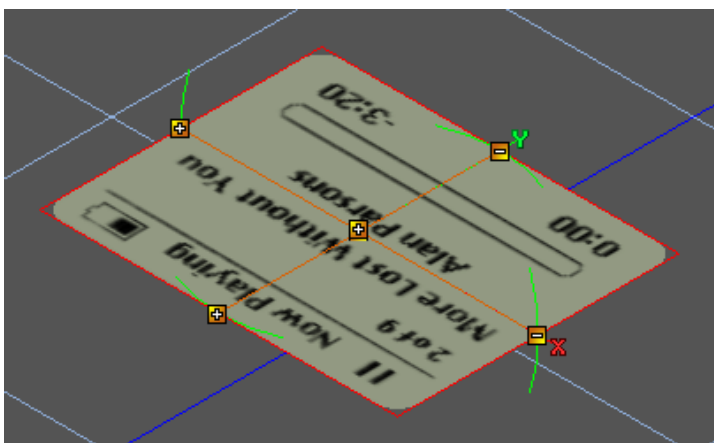 Now Playing
2 of 9
More Lost Without You
Alan Parsons
0:00 -3:20
Y
X